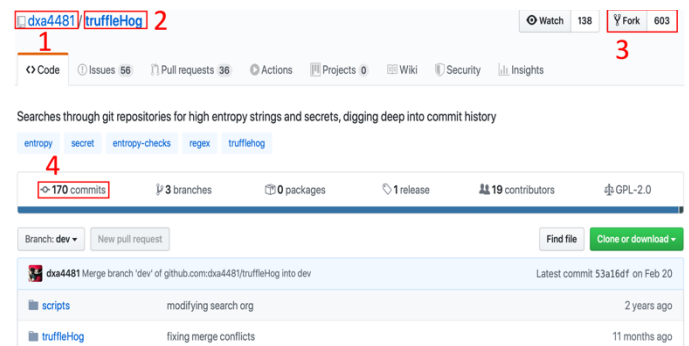 dxa4481 / truffleHog 2 Watch 138 Fork 603
1 3
Code Issues 56 Pull requests 36 Actions Projects 0 Wiki Security Insights
Searches through git repositories for high entropy strings and secrets, digging deep into commit history
entropy secret entropy-checks regex trufflehog
4
170 commits 3 branches 0 packages 1 release 19 contributors GPL-2.0
Branch: dev New pull request Find file Clone or download
dxa4481 Merge branch 'dev' of github.com:dxa4481/truffleHog into dev Latest commit 53a16df on Feb 20
scripts modifying search org 2 years ago
truffleHog fixing merge conflicts 11 months ago